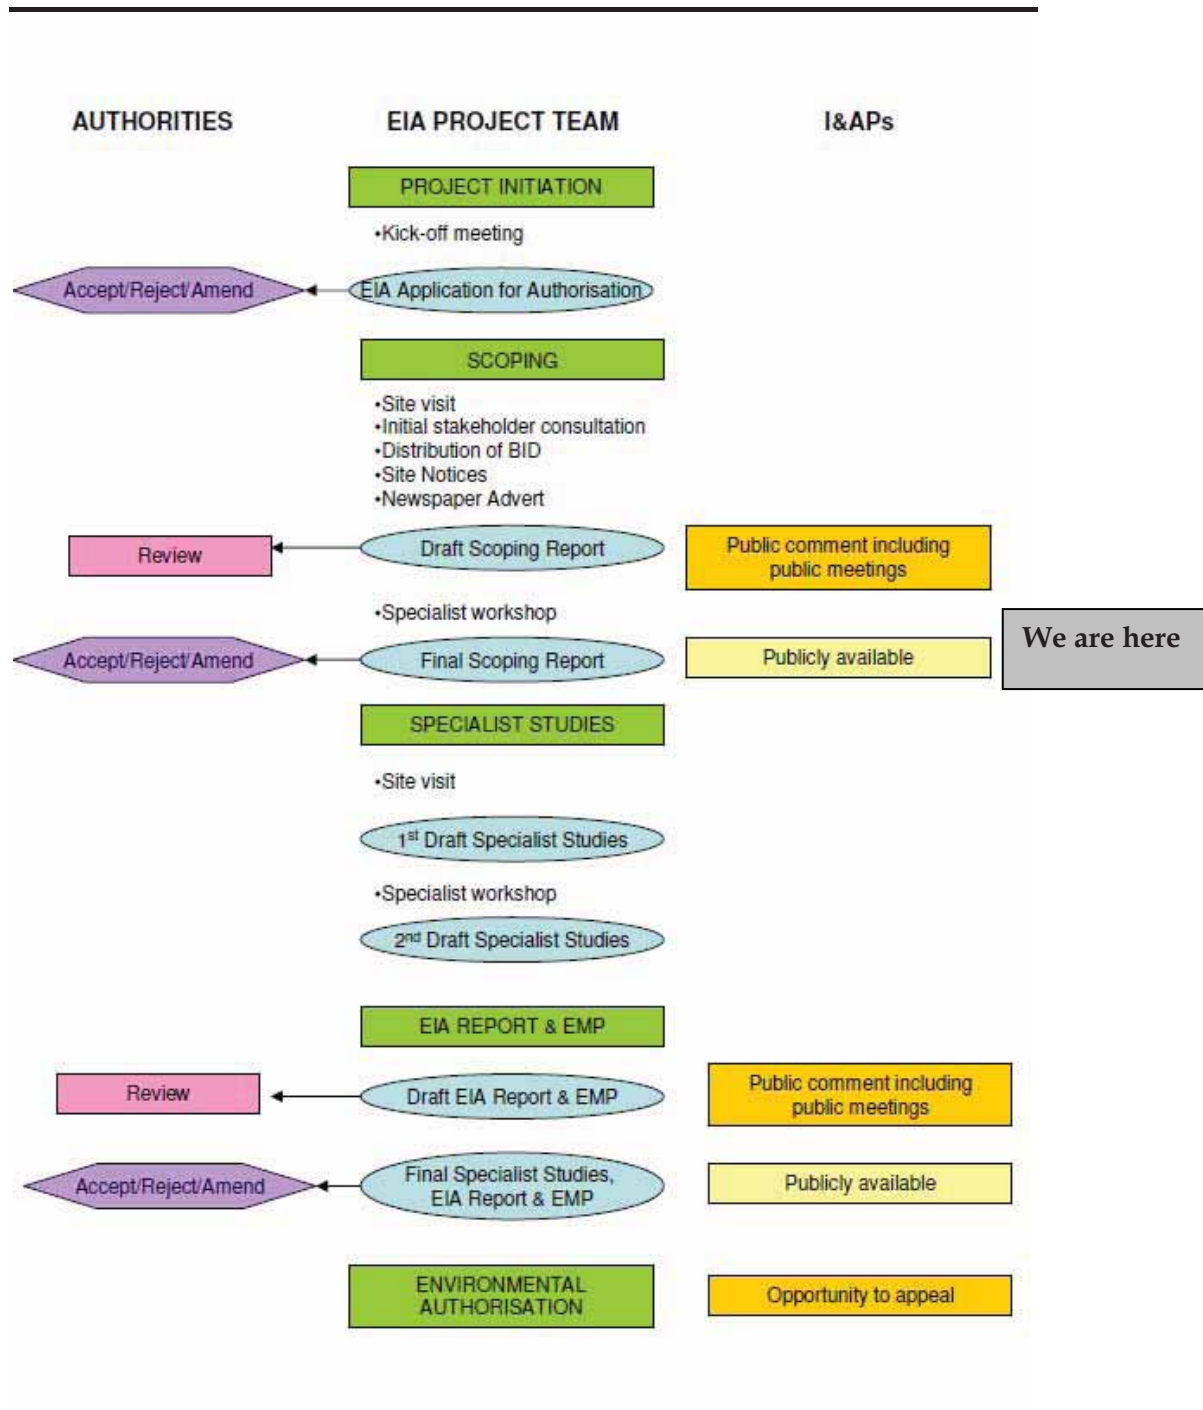 AUTHORITIES EIA PROJECT TEAM I&APs
PROJECT INITIATION
•Kick-off meeting
Accept/Reject/Amend EIA Application for Authorisation
SCOPING
•Site visit
•Initial stakeholder consultation
•Distribution of BID
•Site Notices
•Newspaper Advert
Review Draft Scoping Report Public comment including
public meetings
•Specialist workshop
Accept/Reject/Amend Final Scoping Report Publicly available We are here
SPECIALIST STUDIES
•Site visit
1st Draft Specialist Studies
•Specialist workshop
2nd Draft Specialist Studies
EIA REPORT & EMP
Review Draft EIA Report & EMP Public comment including
public meetings
Accept/Reject/Amend Final Specialist Studies,
EIA Report & EMP Publicly available
ENVIRONMENTAL
AUTHORISATION Opportunity to appeal